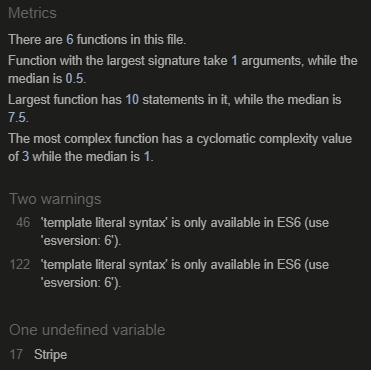 Metrics
There are 6 functions in this file.
Function with the largest signature take 1 arguments, while the
median is 0.5.
Largest function has 10 statements in it, while the median is
7.5.
The most complex function has a cyclomatic complexity value
of 3 while the median is 1.
Two warnings
46 'template literal syntax' is only available in ES6 (use
'esversion: 6').
122 'template literal syntax' is only available in ES6 (use
'esversion: 6').
One undefined variable
17 Stripe